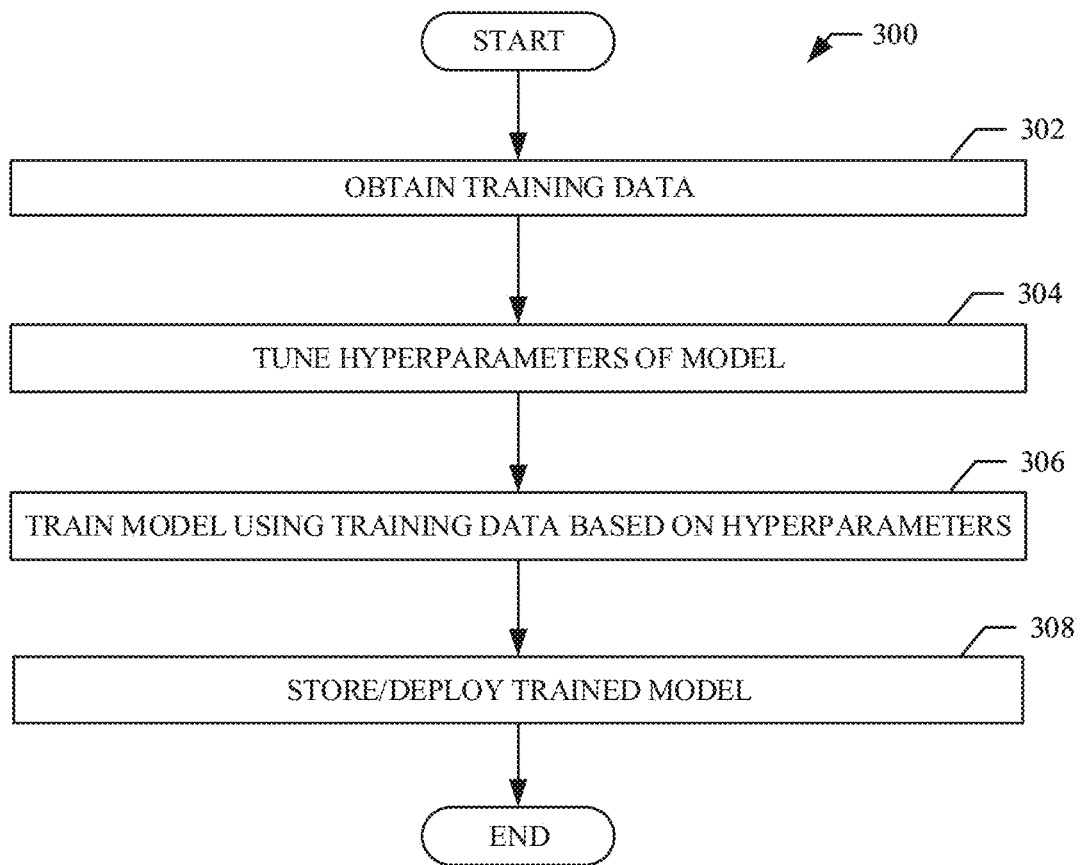 START
300
302
OBTAIN TRAINING DATA
304
TUNE HYPERPARAMETERS OF MODEL
306
TRAIN MODEL USING TRAINING DATA BASED ON HYPERPARAMETERS
308
STORE/DEPLOY TRAINED MODEL
END